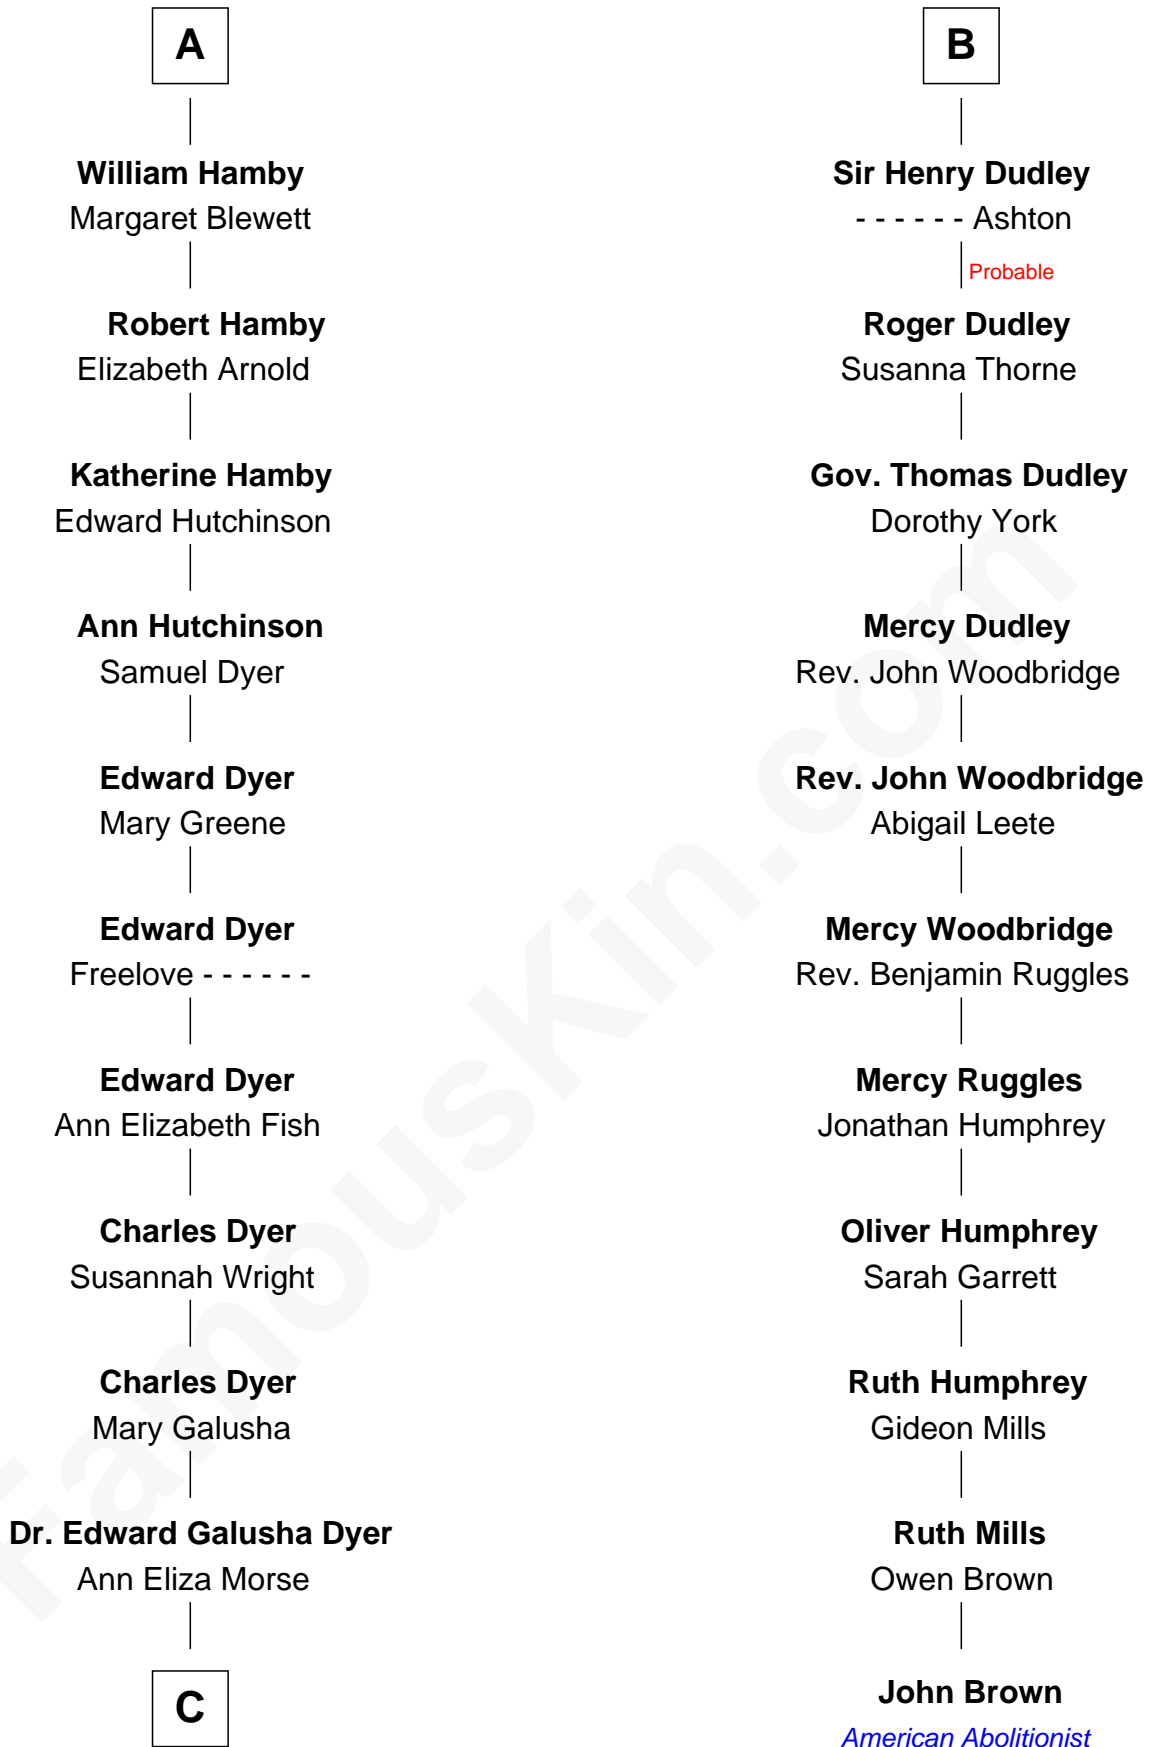 A
William Hamby
Margaret Blewett
Robert Hamby
Elizabeth Arnold
Katherine Hamby
Edward Hutchinson
Ann Hutchinson
Samuel Dyer
Edward Dyer
Mary Greene
Edward Dyer
Freelove - - - - - -
Edward Dyer
Ann Elizabeth Fish
Charles Dyer
Susannah Wright
Charles Dyer
Mary Galusha
Dr. Edward Galusha Dyer
Ann Eliza Morse
C
B
Sir Henry Dudley
- - - - - - Ashton
Probable
Roger Dudley
Susanna Thorne
Gov. Thomas Dudley
Dorothy York
Mercy Dudley
Rev. John Woodbridge
Rev. John Woodbridge
Abigail Leete
Mercy Woodbridge
Rev. Benjamin Ruggles
Mercy Ruggles
Jonathan Humphrey
Oliver Humphrey
Sarah Garrett
Ruth Humphrey
Gideon Mills
Ruth Mills
Owen Brown
John Brown
American Abolitionist
FamousKin.com